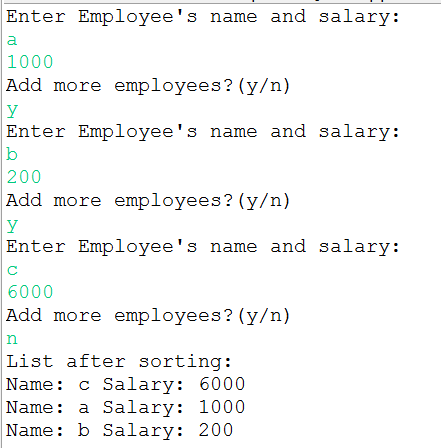 Enter Employee's name and salary:
a
1000
Add more employees?(y/n)
y
Enter Employee's name and salary:
b
200
Add more employees?(y/n)
y
Enter Employee's name and salary:
c
6000
Add more employees?(y/n)
n
List after sorting:
Name: c Salary: 6000
Name: a Salary: 1000
Name: b Salary: 200